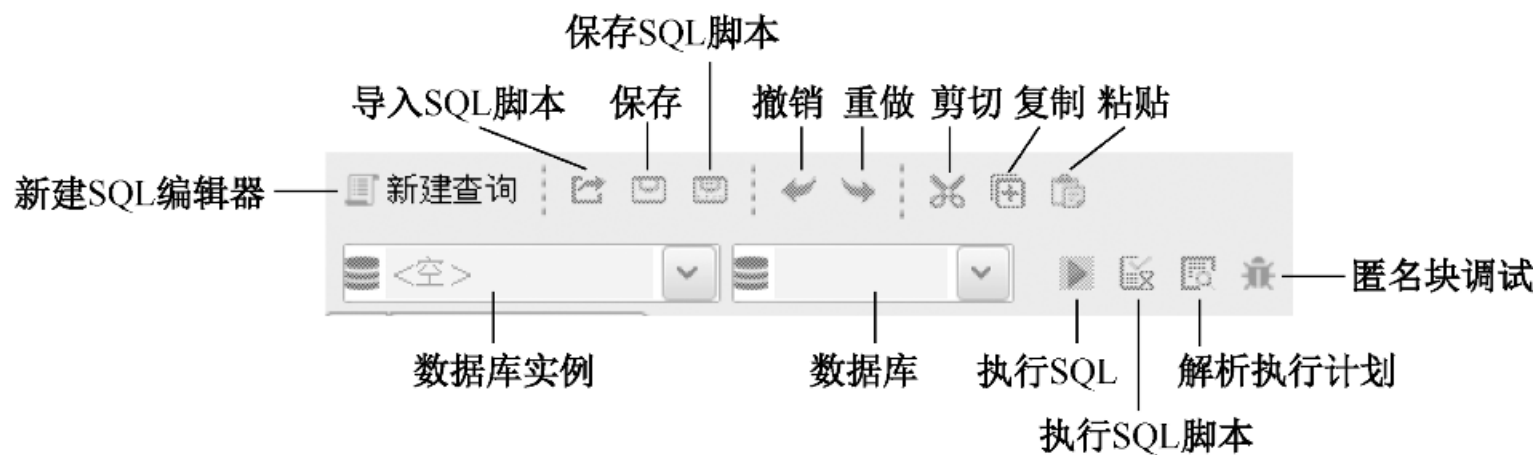 保存SQL脚本
导入SQL脚本 保存 撤销 重做 剪切 复制 粘贴
新建SQL编辑器 新建查询
<空>
匿名块调试
数据库实例 数据库 执行SQL 解析执行计划
执行SQL脚本